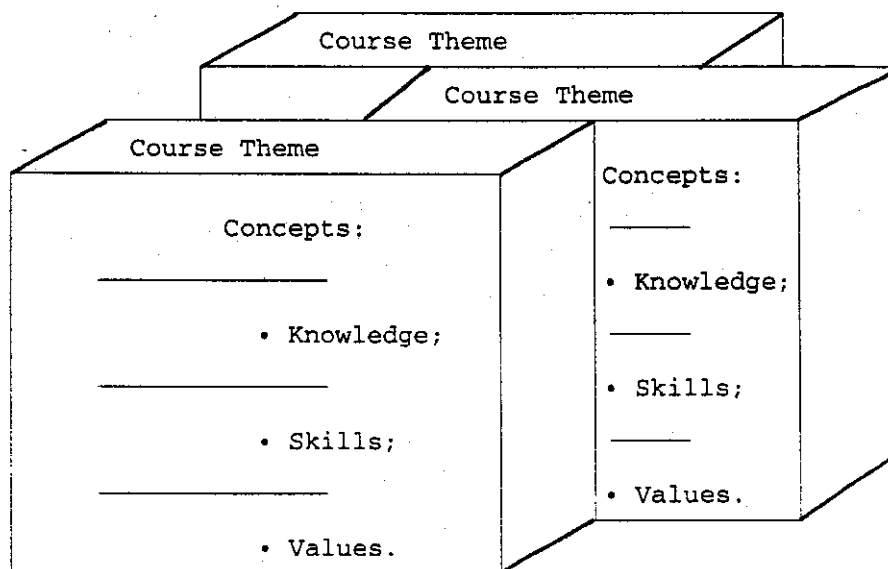 Course Theme
Course Theme
Course Theme
Concepts:
• Knowledge;
• Skills;
• Values.
Concepts:
• Knowledge;
• Skills;
• Values.